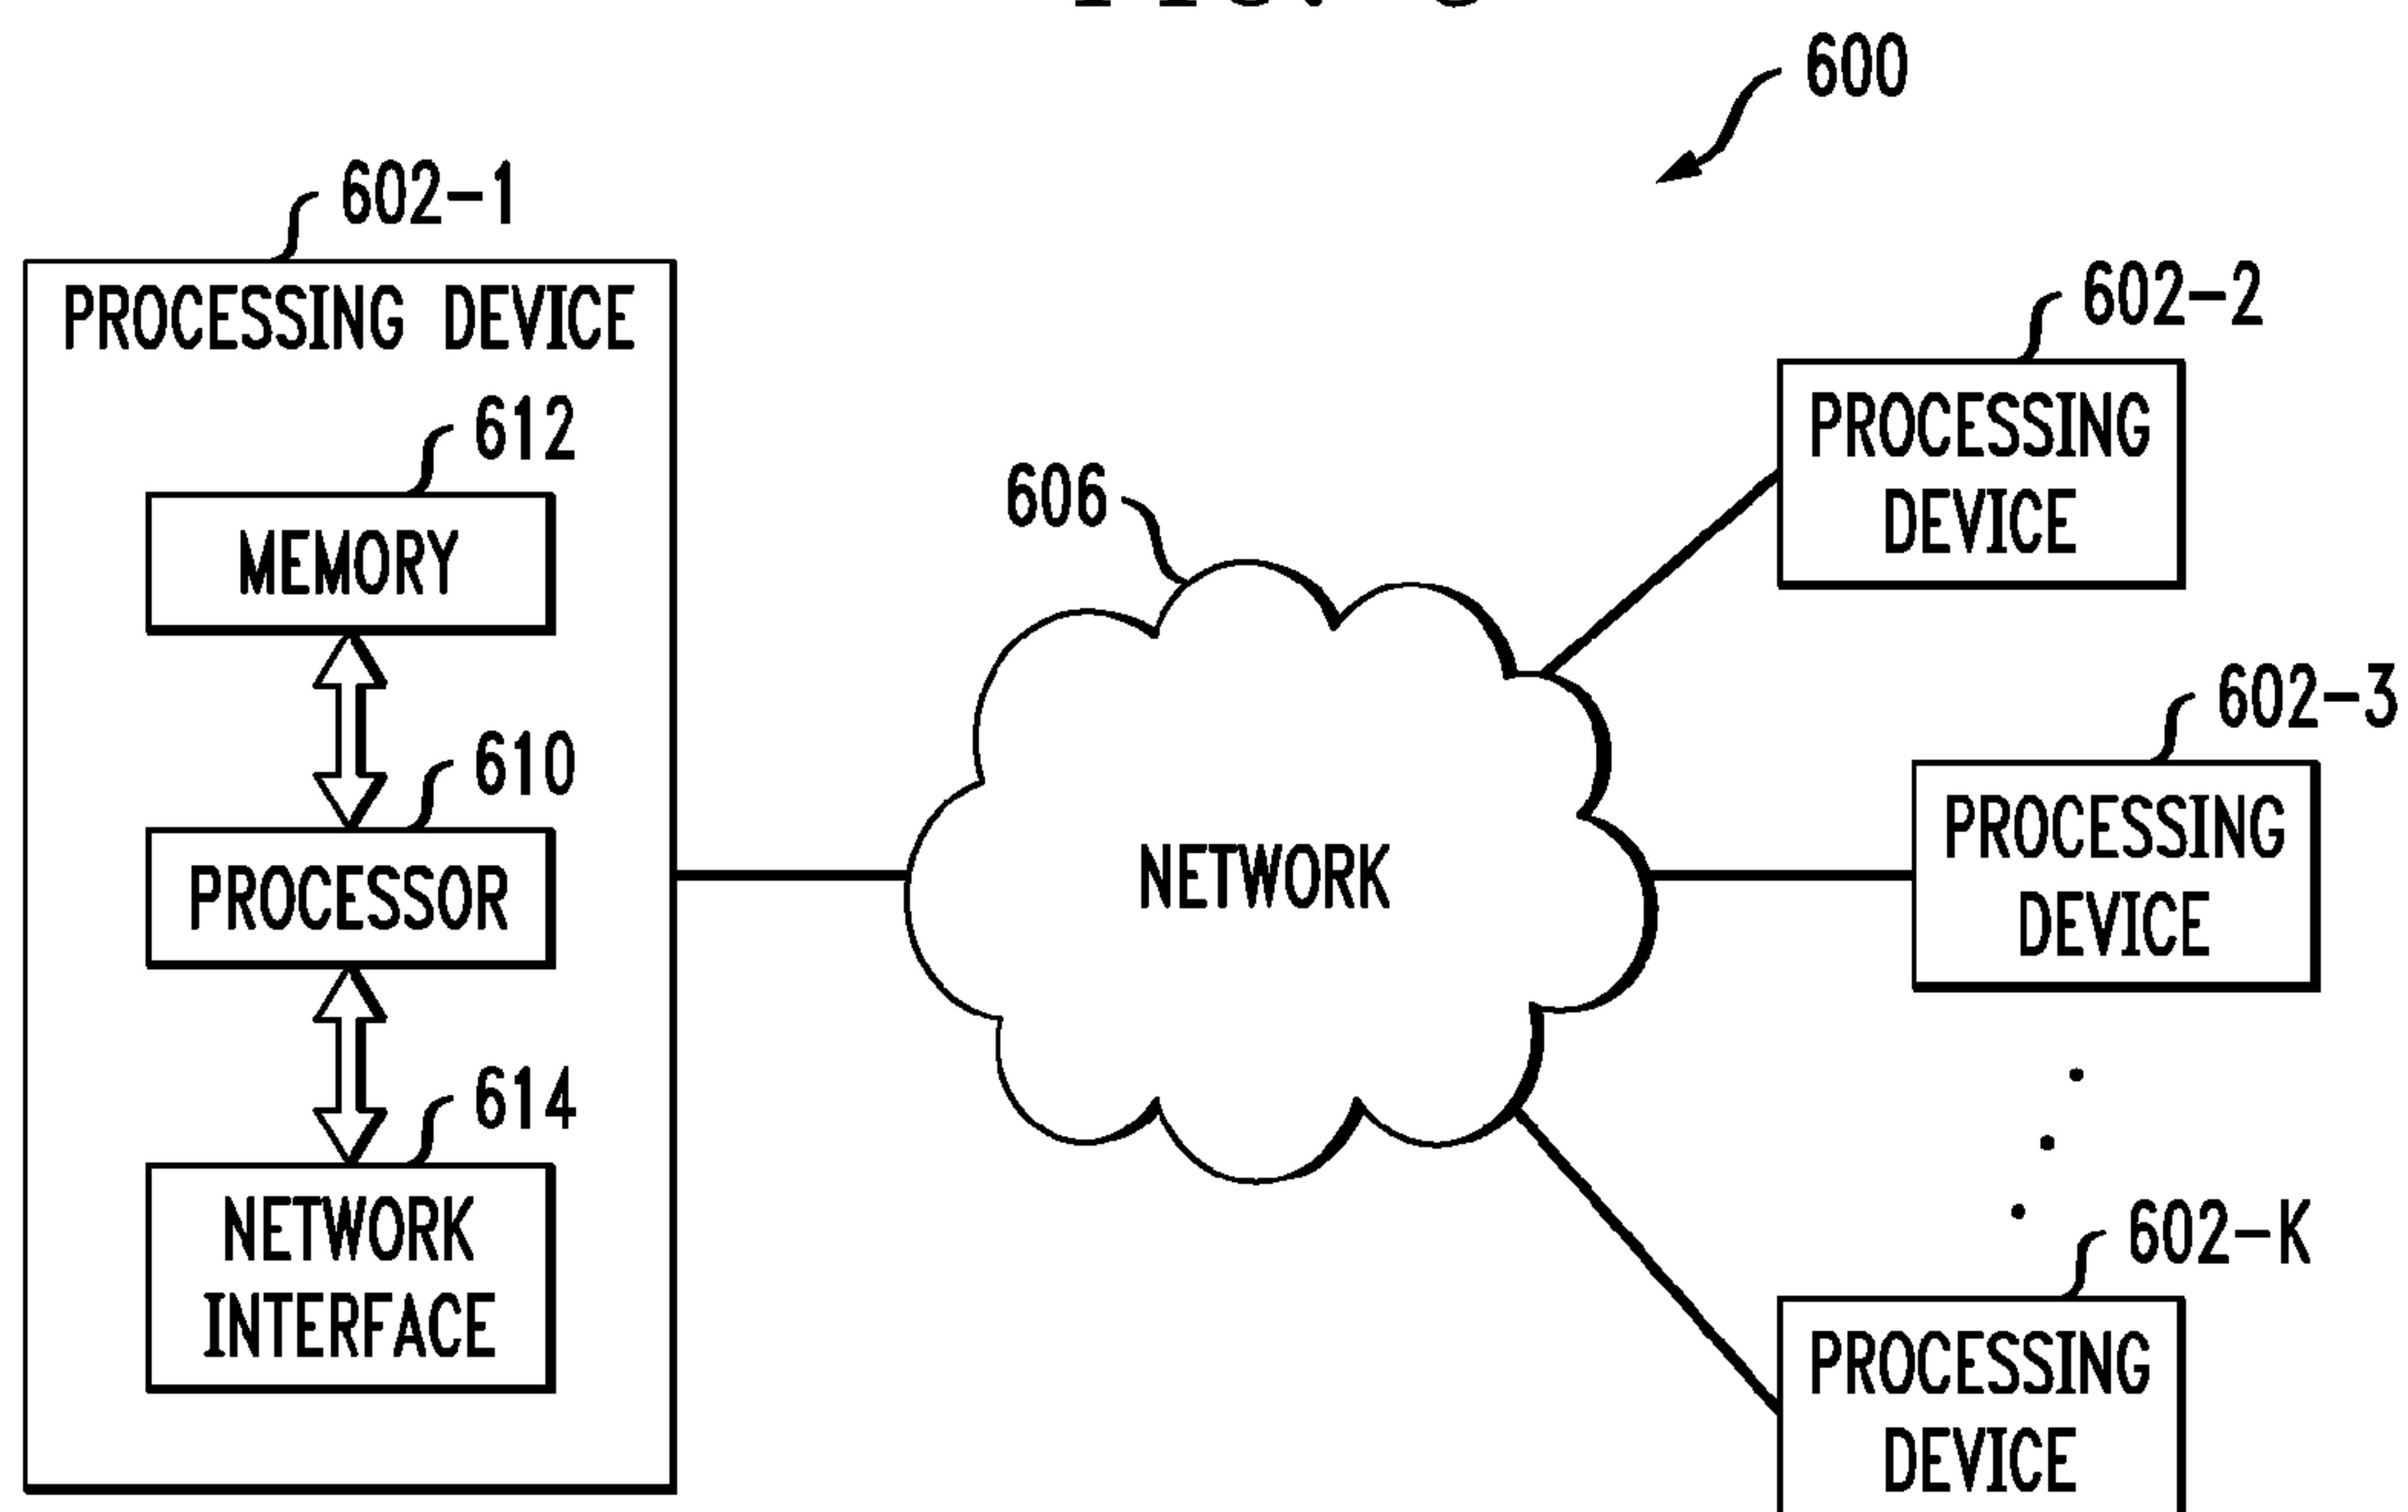 600
602-1
PROCESSING DEVICE
612
MEMORY
610
PROCESSOR
614
NETWORK
INTERFACE
606
NETWORK
602-2
PROCESSING
DEVICE
602-3
PROCESSING
DEVICE
602-K
PROCESSING
DEVICE